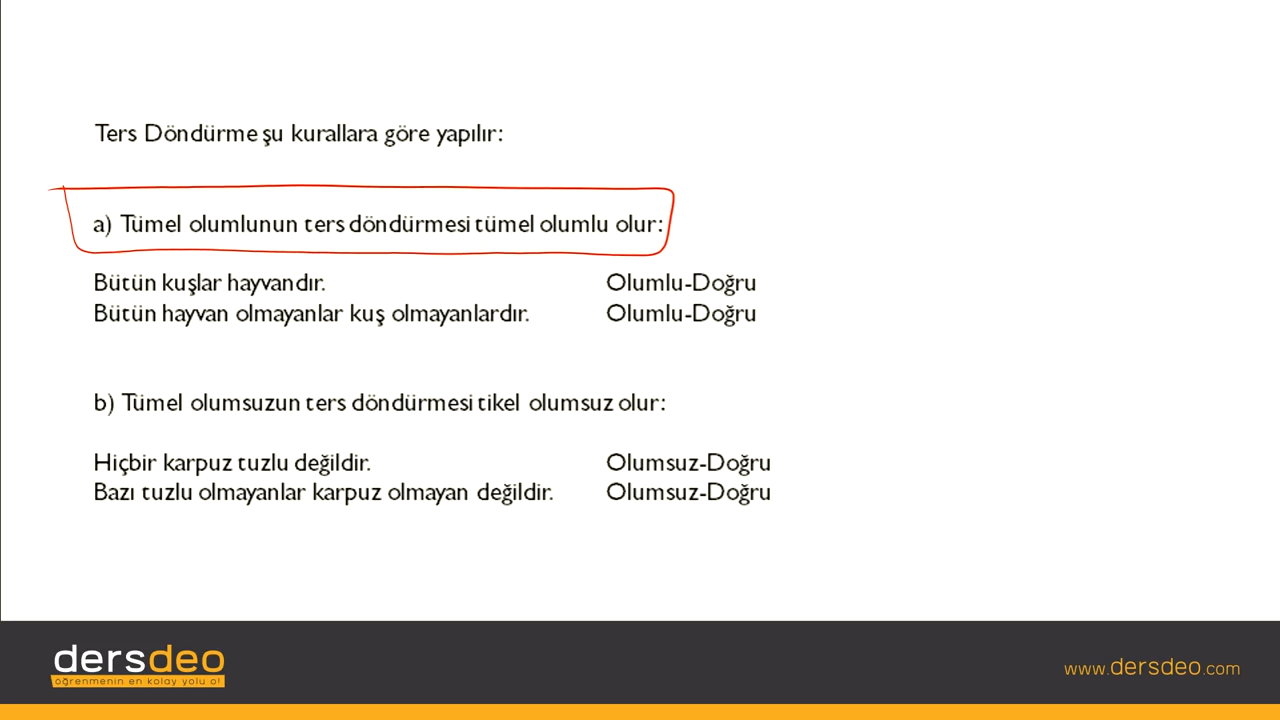 Ters Döndürme şu kurallara göre yapılır:
a) Tümel olumlunun ters döndürmesi tümel olumlu olur:
Bütün kuşlar hayvandır. Olumlu-Doğru
Bütün hayvan olmayanlar kuş olmayanlardır. Olumlu-Doğru
b) Tümel olumsuzun ters döndürmesi tikel olumsuz olur:
Hiçbir karpuz tuzlu değildir. Olumsuz-Doğru
Bazı tuzlu olmayanlar karpuz olmayan değildir. Olumsuz-Doğru
dersdeo
öğrenmenin en kolay yolu o!
www.dersdeo.com